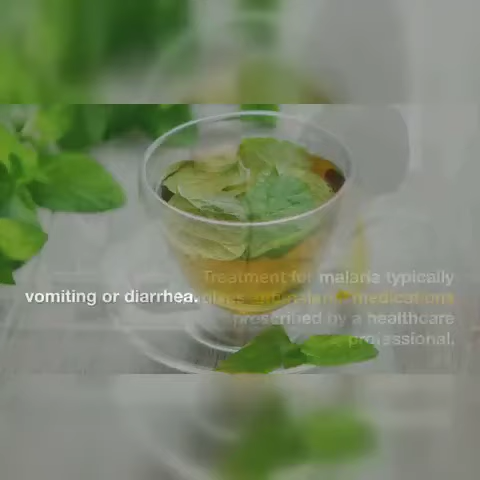 Treatment for malaria typically
vomiting or diarrhea.
medications
prescribed by a healthcare
professional.